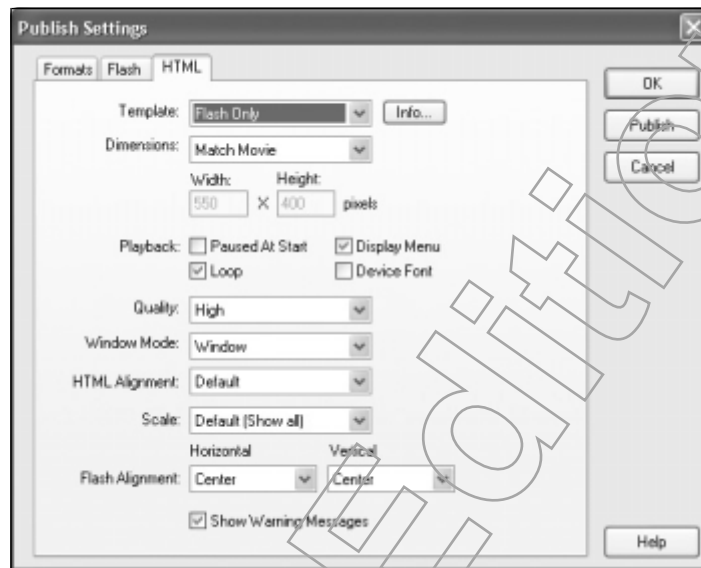 Publish Settings
Formats Flash HTML
OK
Publish
Cancel
Template: Flash Only Info...
Dimensions: Match Movie
Width: Height:
550 X 400 pixels
Playback: Paused At Start Display Menu
Loop Device Font
Quality: High
Window Mode: Window
HTML Alignment: Default
Scale: Default (Show all)
Horizontal Vertical
Flash Alignment: Center Center
Show Warning Messages
Help
Edition